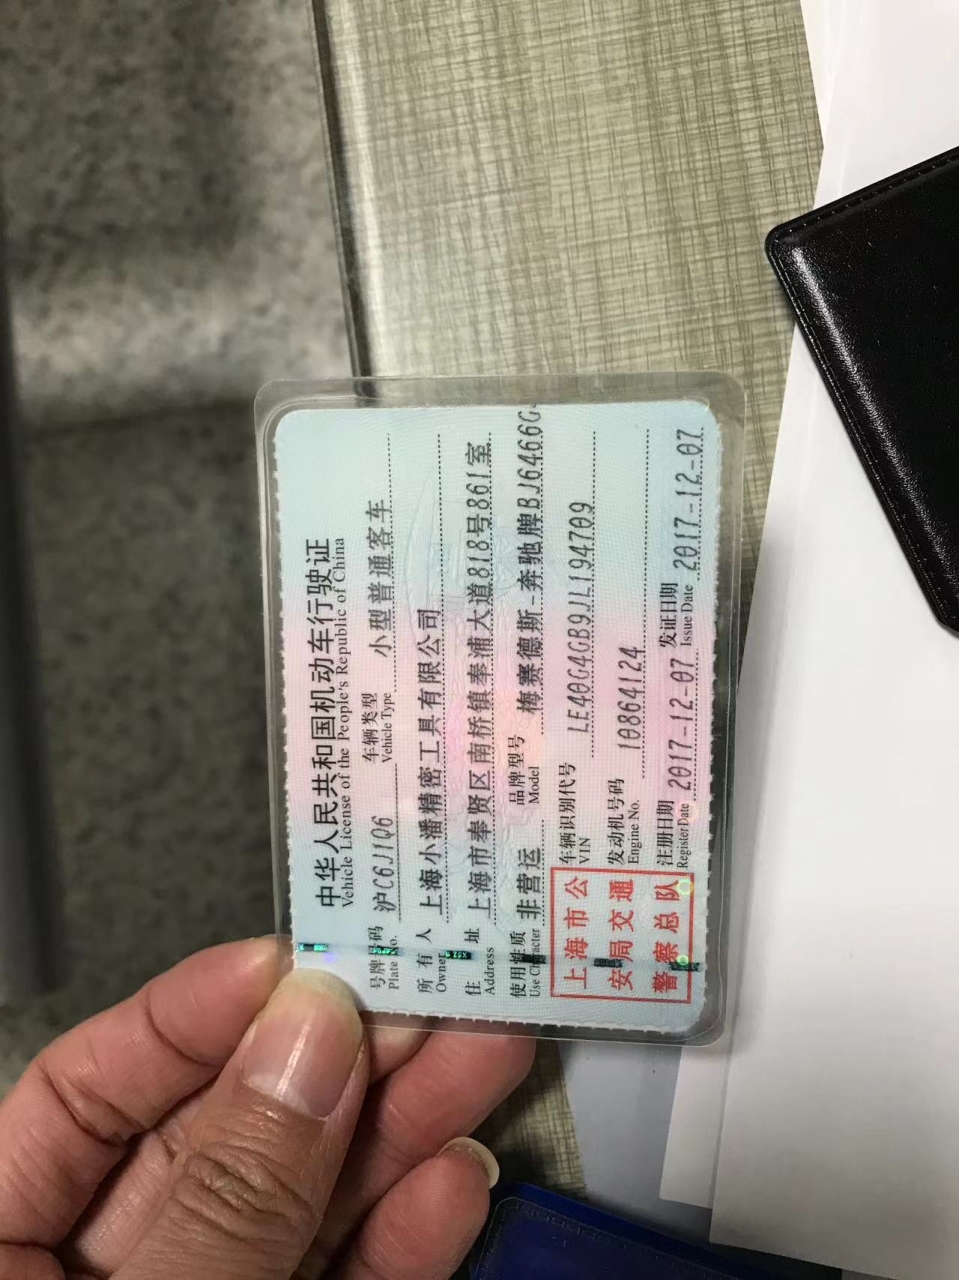 中华人民共和国机动车行驶证
Vehicle License of the People's Republic of China
号牌号码 沪C6J1Q6 车辆类型 小型普通客车
Plate No. Vehicle Type
所有人 上海小潘精密工具有限公司
Owner
住址 上海市奉贤区南桥镇奉浦大道818号861室
Address
使用性质 非营运 品牌型号 梅赛德斯-奔驰牌BJ6466G
Use Character Model
上海市公
安局交通
警察总队
车辆识别代号 LE40G4GB9JL194709
VIN
发动机号码 10864124
Engine No.
注册日期 2017-12-07 发证日期 2017-12-07
Register Date Issue Date